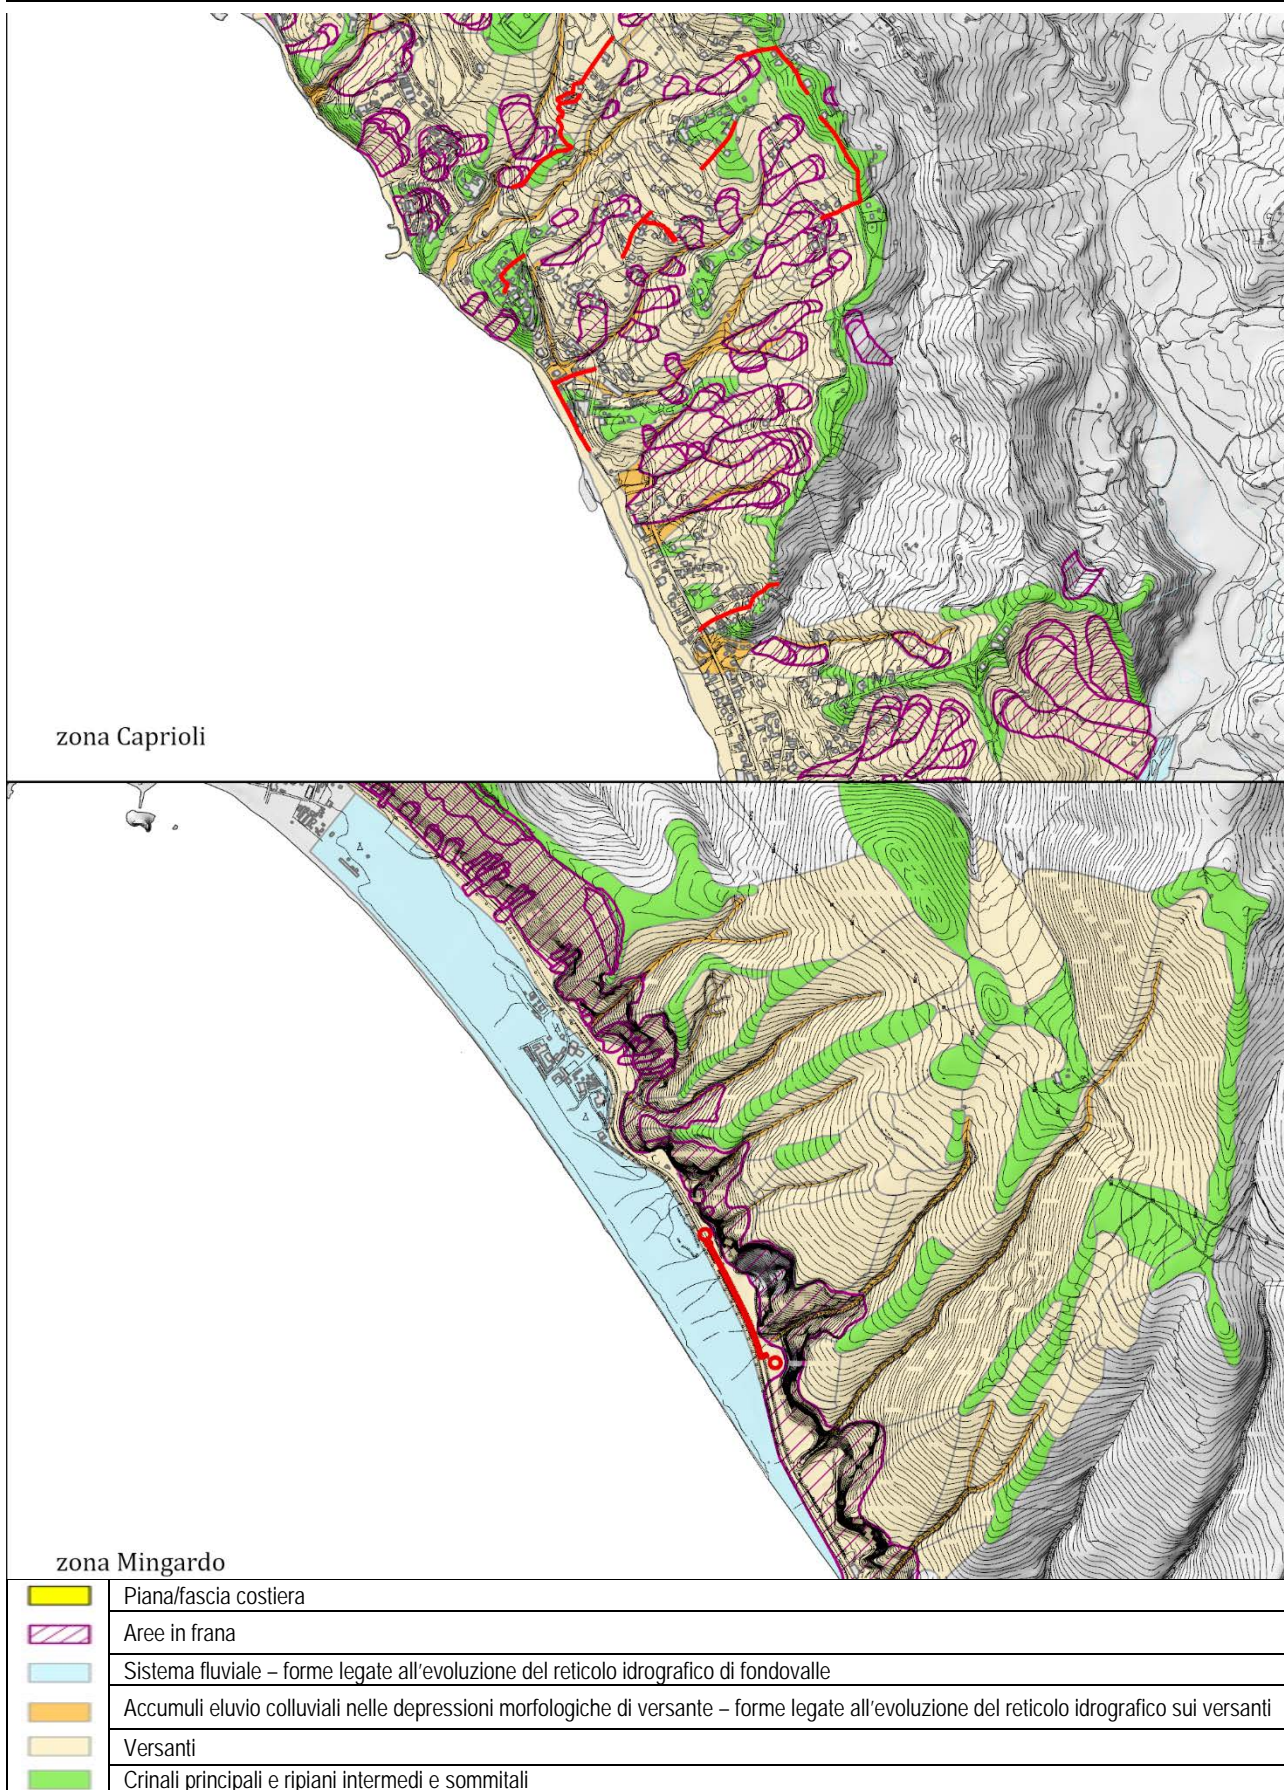 zona Caprioli
zona Mingardo
Piana/fascia costiera
Aree in frana
Sistema fluviale – forme legate all'evoluzione del reticolo idrografico di fondovalle
Accumuli eluvio colluviali nelle depressioni morfologiche di versante – forme legate all'evoluzione del reticolo idrografico sui versanti
Versanti
Crinali principali e ripiani intermedi e sommitali